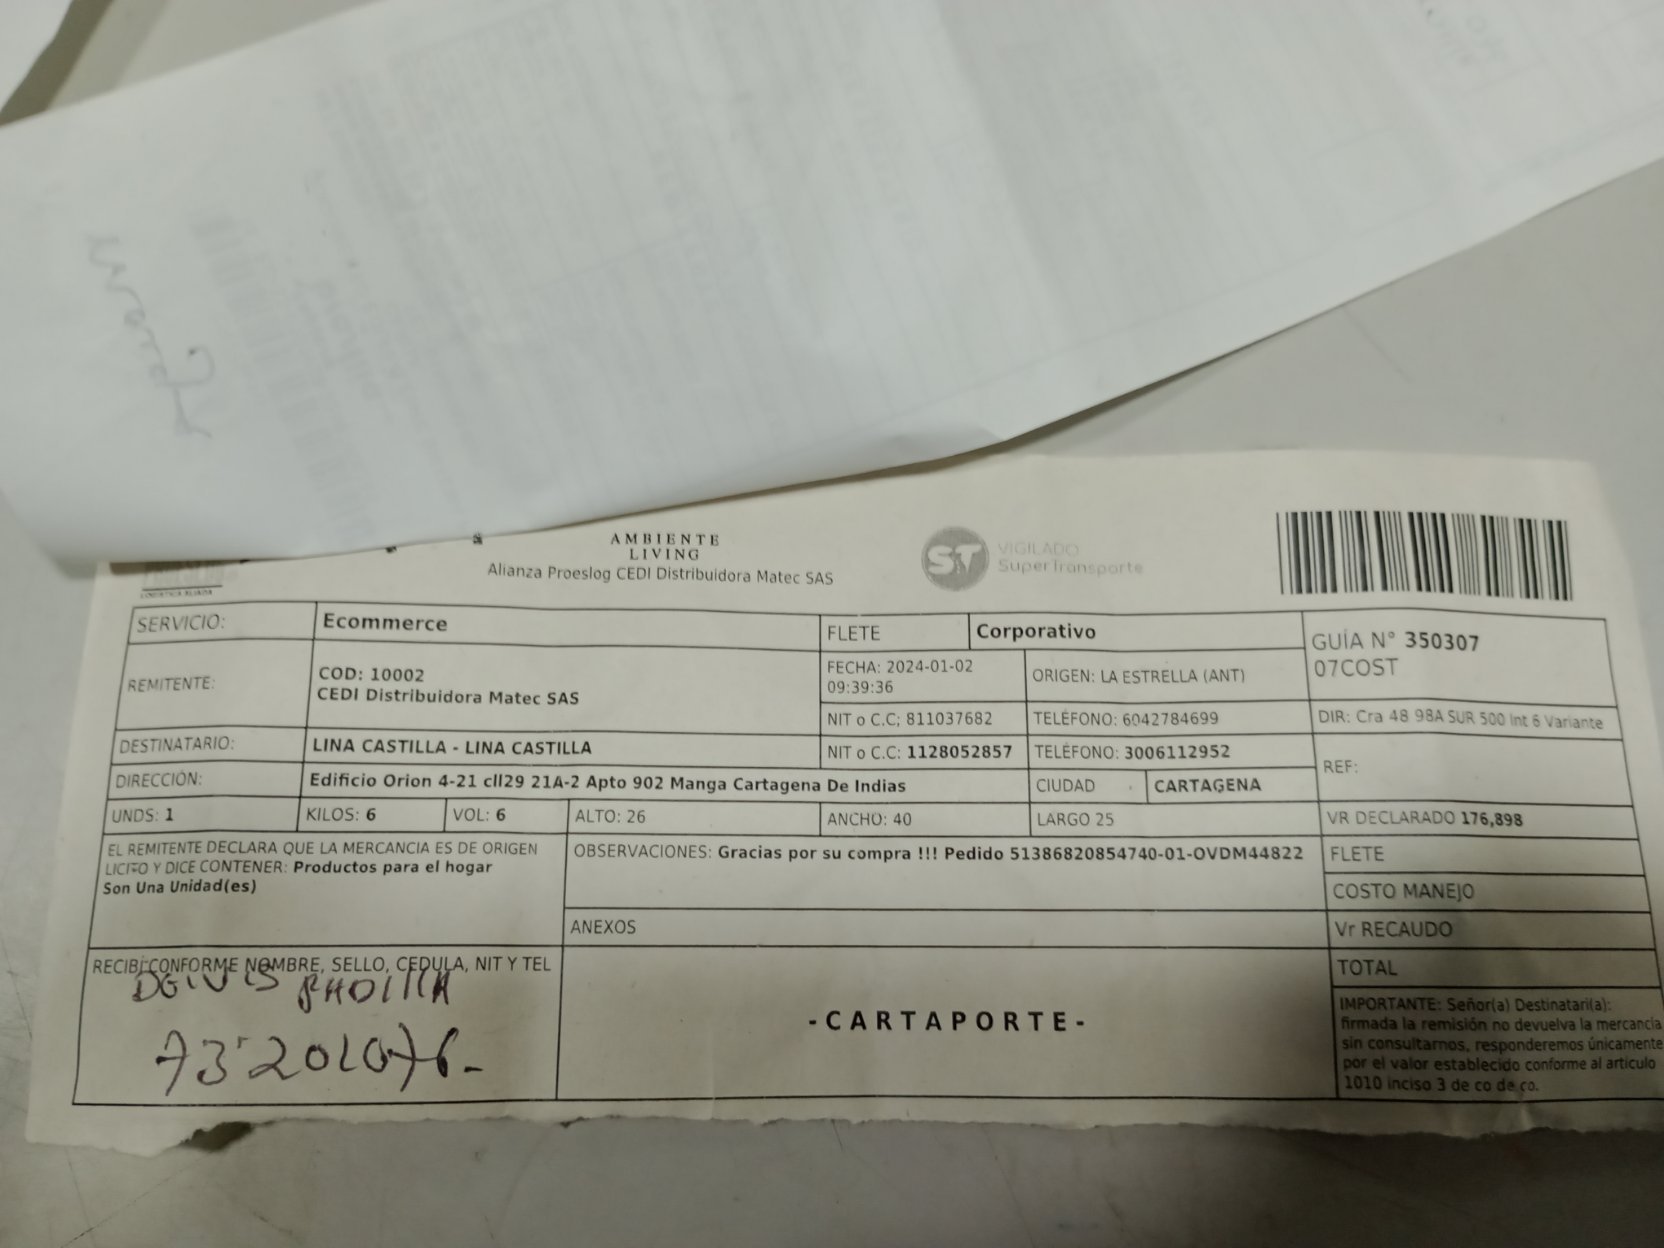 AMBIENTE
LIVING
Alianza Proeslog CEDI Distribuidora Matec SAS
ST VIGILADO
SuperTransporte
SERVICIO: Ecommerce
FLETE Corporativo
GUÍA N° 350307
07COST
REMITENTE: COD: 10002
CEDI Distribuidora Matec SAS
FECHA: 2024-01-02
09:39:36
ORIGEN: LA ESTRELLA (ANT)
NIT o C.C; 811037682
TELÉFONO: 6042784699
DIR: Cra 48 98A SUR 500 Int 6 Variante
DESTINATARIO: LINA CASTILLA - LINA CASTILLA
NIT o C.C: 1128052857
TELÉFONO: 3006112952
REF:
DIRECCIÓN: Edificio Orion 4-21 cll29 21A-2 Apto 902 Manga Cartagena De Indias
CIUDAD CARTAGENA
UNDS: 1 KILOS: 6 VOL: 6 ALTO: 26 ANCHO: 40 LARGO 25
VR DECLARADO 176,898
EL REMITENTE DECLARA QUE LA MERCANCIA ES DE ORIGEN
LICITO Y DICE CONTENER: Productos para el hogar
Son Una Unidad(es)
OBSERVACIONES: Gracias por su compra !!! Pedido 51386820854740-01-OVDM44822
FLETE
COSTO MANEJO
ANEXOS
Vr RECAUDO
RECIBI CONFORME NOMBRE, SELLO, CEDULA, NIT Y TEL
DEIVIS PADILLA
73'201076-
-CARTAPORTE-
TOTAL
IMPORTANTE: Señor(a) Destinatari(a):
firmada la remisión no devuelva la mercancía
sin consultarnos, responderemos únicamente
por el valor establecido conforme al articulo
1010 inciso 3 de co de co.